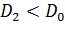 D₂ < D₀